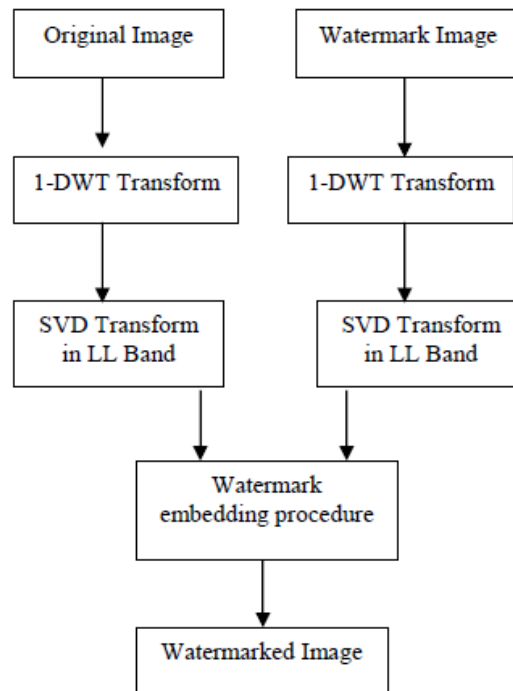 Original Image
Watermark Image
1-DWT Transform
1-DWT Transform
SVD Transform
in LL Band
SVD Transform
in LL Band
Watermark
embedding procedure
Watermarked Image